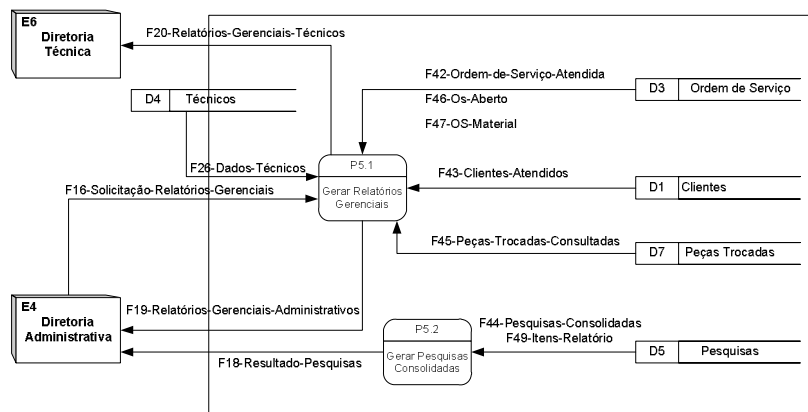 E6
Diretoria
Técnica
F20-Relatórios-Gerenciais-Técnicos
F42-Ordem-de-Serviço-Atendida
F46-Os-Aberto
F47-OS-Material
D3
Ordem de Serviço
D4
Técnicos
P5.1
Gerar Relatórios
Gerenciais
F26-Dados-Técnicos
F16-Solicitação-Relatórios-Gerenciais
F43-Clientes-Atendidos
D1
Clientes
F45-Peças-Trocadas-Consultadas
D7
Peças Trocadas
E4
Diretoria
Administrativa
F19-Relatórios-Gerenciais-Administrativos
P5.2
Gerar Pesquisas
Consolidadas
F44-Pesquisas-Consolidadas
F49-Itens-Relatório
D5
Pesquisas
F18-Resultado-Pesquisas